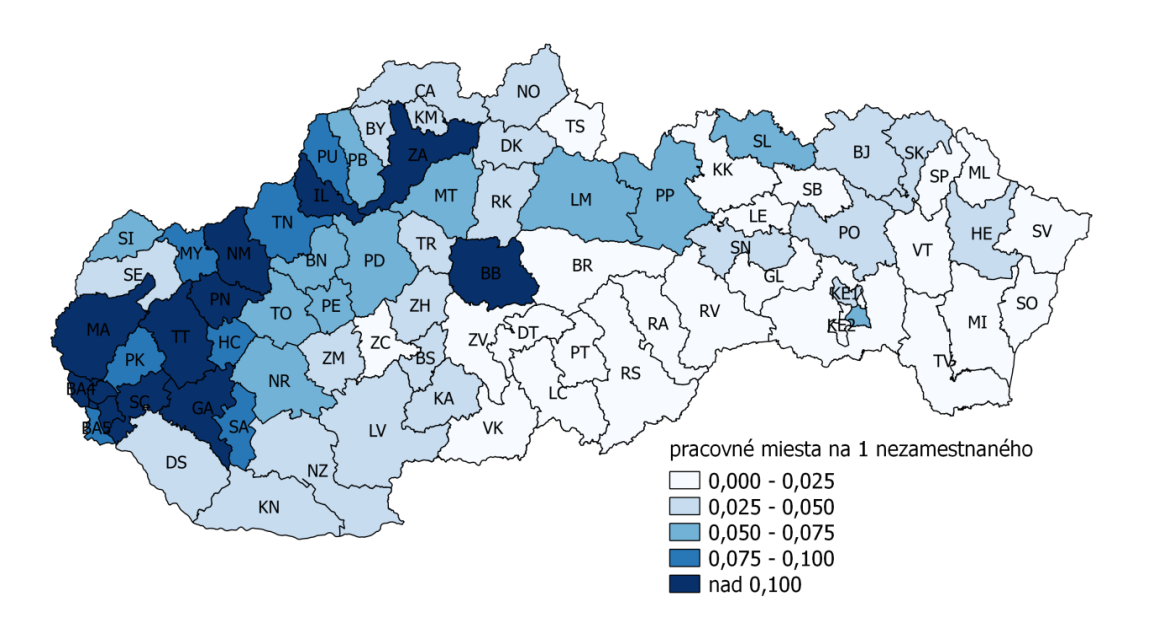 CA
NO
KM
BY
TS
ZA
DK
PU
PB
SL
BJ
SK
KK
SP
ML
IL
MT
RK
LM
PP
SB
LE
TN
SI
MY
NM
BN
PD
TR
SN
PO
VT
HE
SV
SE
BB
BR
GL
PN
TO
PE
ZH
KE1
SO
MA
TT
HC
ZC
ZV
DT
RA
RV
KE2
MI
PK
NR
ZM
BS
PT
RS
TV
BA4
SC
GA
SA
KA
LC
BA5
LV
VK
DS
NZ
KN
pracovné miesta na 1 nezamestnaného
0,000 - 0,025
0,025 - 0,050
0,050 - 0,075
0,075 - 0,100
nad 0,100